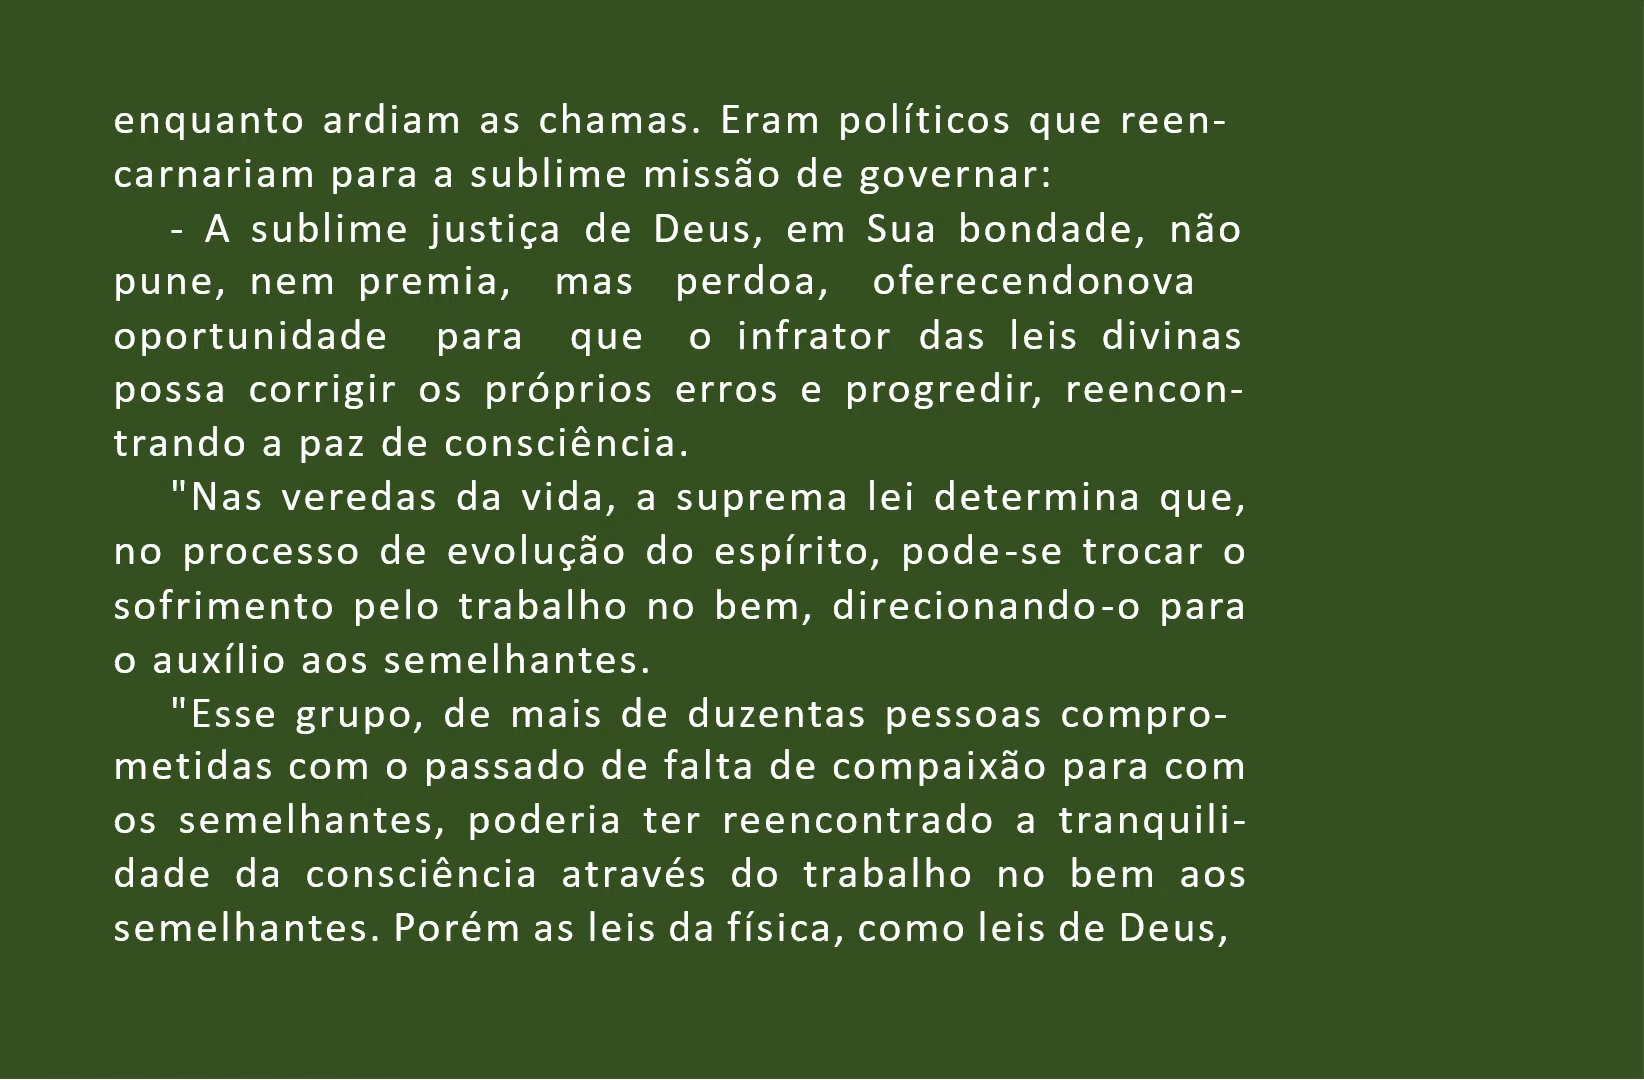 enquanto ardiam as chamas. Eram políticos que reen-
carnariam para a sublime missão de governar:
- A sublime justiça de Deus, em Sua bondade, não
pune, nem premia, mas perdoa, oferecendonova
oportunidade para que o infrator das leis divinas
possa corrigir os próprios erros e progredir, reencon-
trando a paz de consciência.
"Nas veredas da vida, a suprema lei determina que,
no processo de evolução do espírito, pode-se trocar o
sofrimento pelo trabalho no bem, direcionando-o para
o auxílio aos semelhantes.
"Esse grupo, de mais de duzentas pessoas compro-
metidas com o passado de falta de compaixão para com
os semelhantes, poderia ter reencontrado a tranquili-
dade da consciência através do trabalho no bem aos
semelhantes. Porém as leis da física, como leis de Deus,